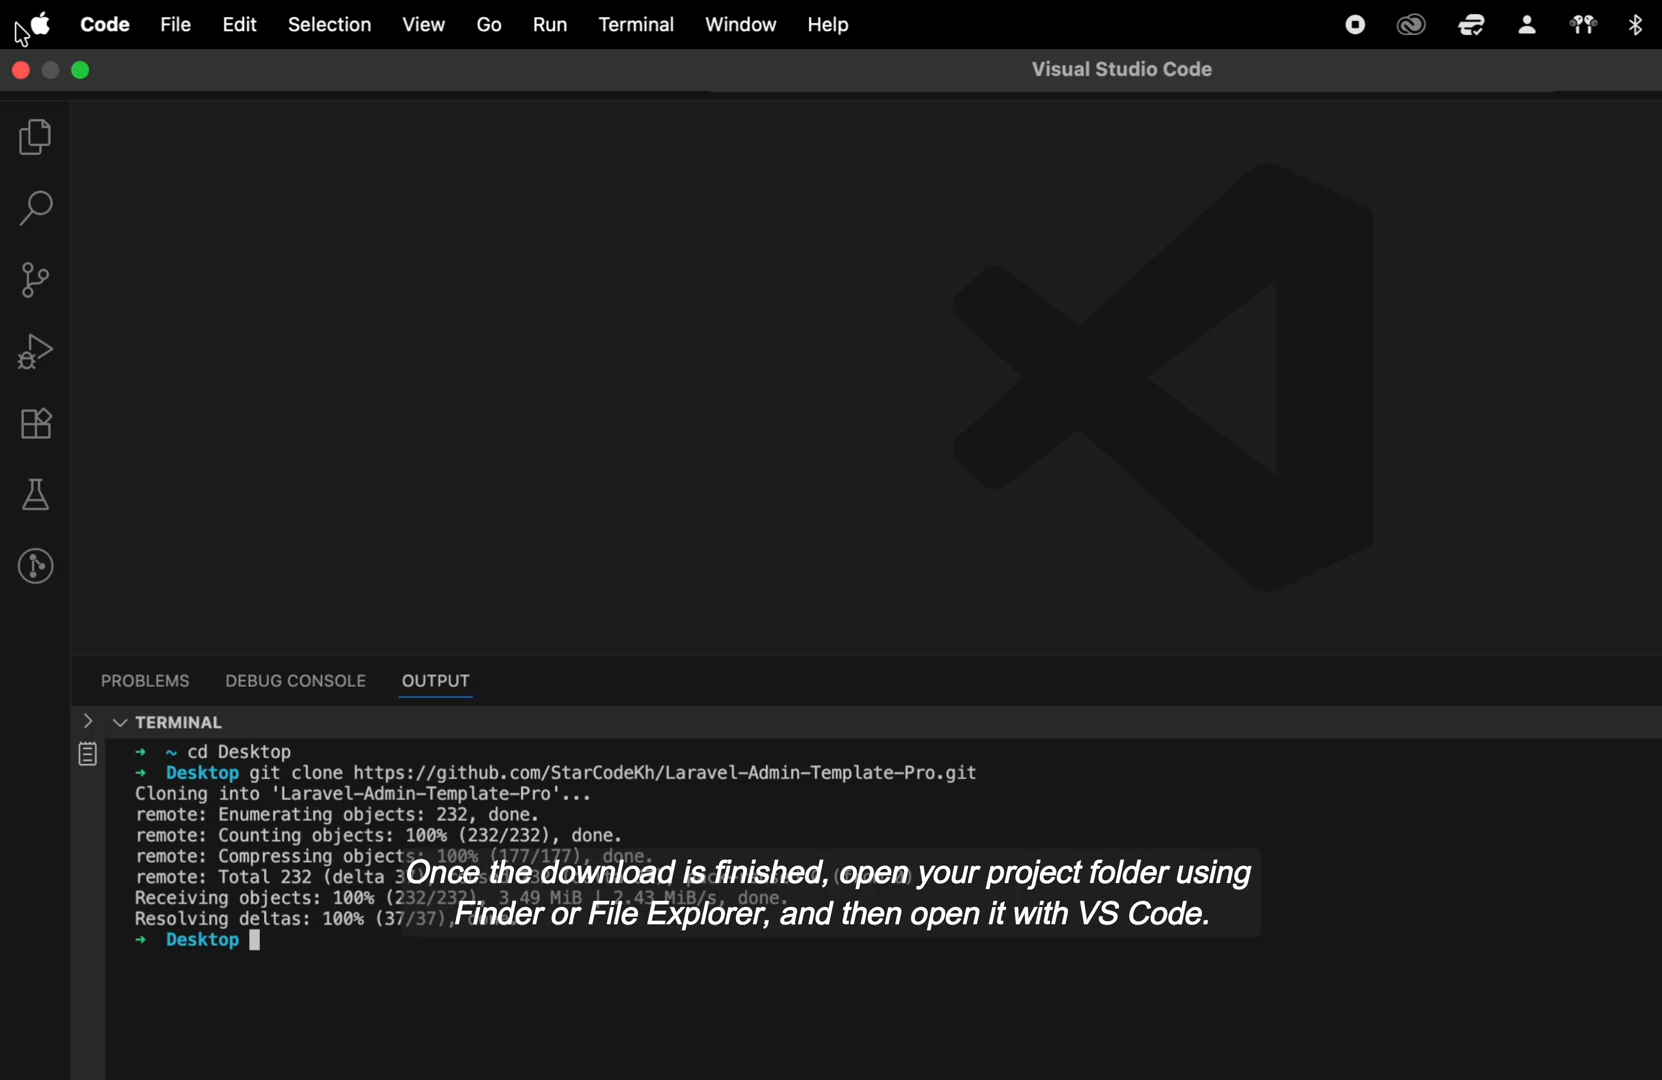 Code File Edit Selection View Go Run Terminal Window Help
Visual Studio Code
PROBLEMS DEBUG CONSOLE OUTPUT
TERMINAL
→ ~ cd Desktop
→ Desktop git clone https://github.com/StarCodeKh/Laravel-Admin-Template-Pro.git
Cloning into 'Laravel-Admin-Template-Pro'...
remote: Enumerating objects: 232, done.
remote: Counting objects: 100% (232/232), done.
remote: Compressing objects: 100% (177/177), done.
remote: Total 232 (delta
Receiving objects: 100% (232/232), 3.49 MiB | 2.43 MiB/s, done.
Resolving deltas: 100% (37/37),
→ Desktop
Once the download is finished, open your project folder using
Finder or File Explorer, and then open it with VS Code.